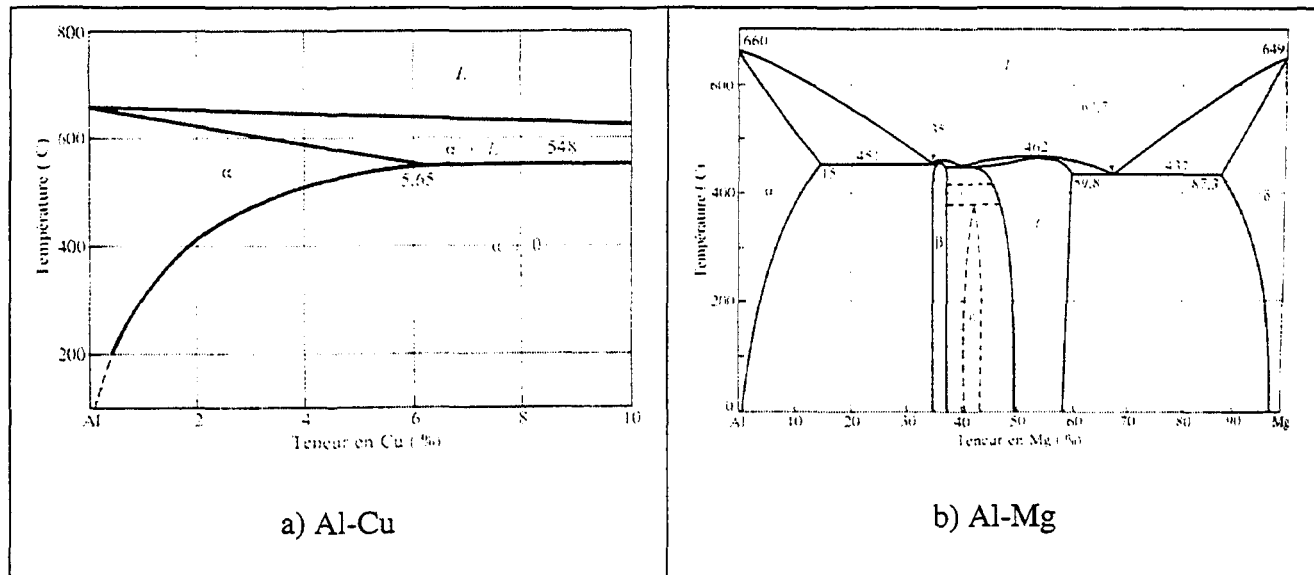 800
600
400
200
Température ( C)
L
α + L
548
α
5.65
α + θ
Al
2
4
6
8
10
Teneur en Cu ( %)
a) Al-Cu
660
649
600
400
200
0
Température ( C)
l
35
462
437
15
59,8
87,3
α
β
δ
Al
10
20
30
40
50
60
70
80
90
Mg
Teneur en Mg ( %)
b) Al-Mg